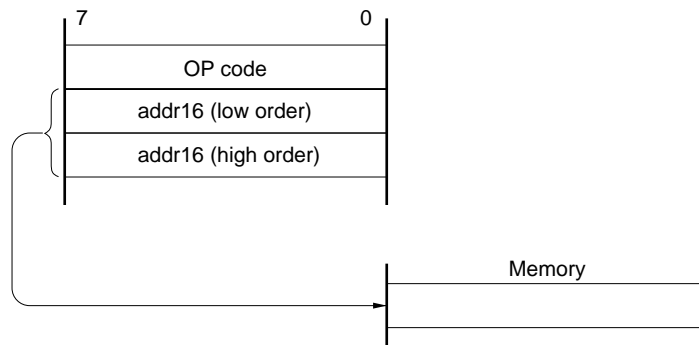 7 0
OP code
addr16 (low order)
addr16 (high order)
Memory